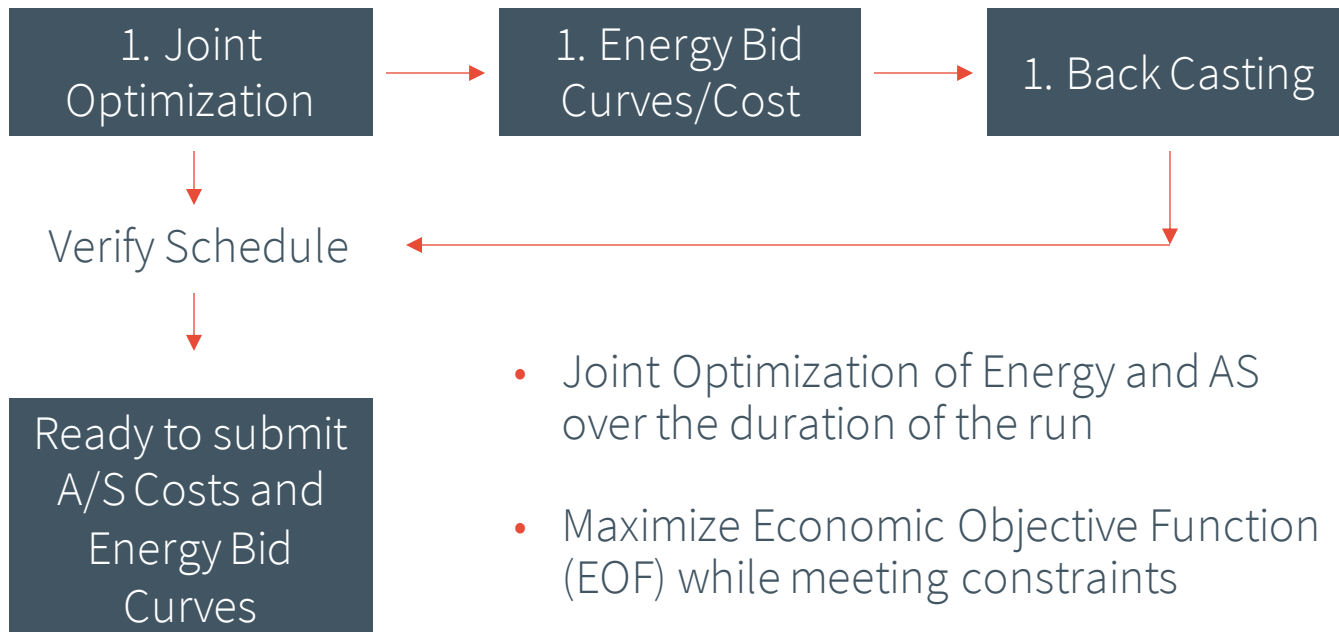 1. Joint
Optimization
1. Energy Bid
Curves/Cost
1. Back Casting
Verify Schedule
Ready to submit
A/S Costs and
Energy Bid
Curves
• Joint Optimization of Energy and AS
over the duration of the run
• Maximize Economic Objective Function
(EOF) while meeting constraints